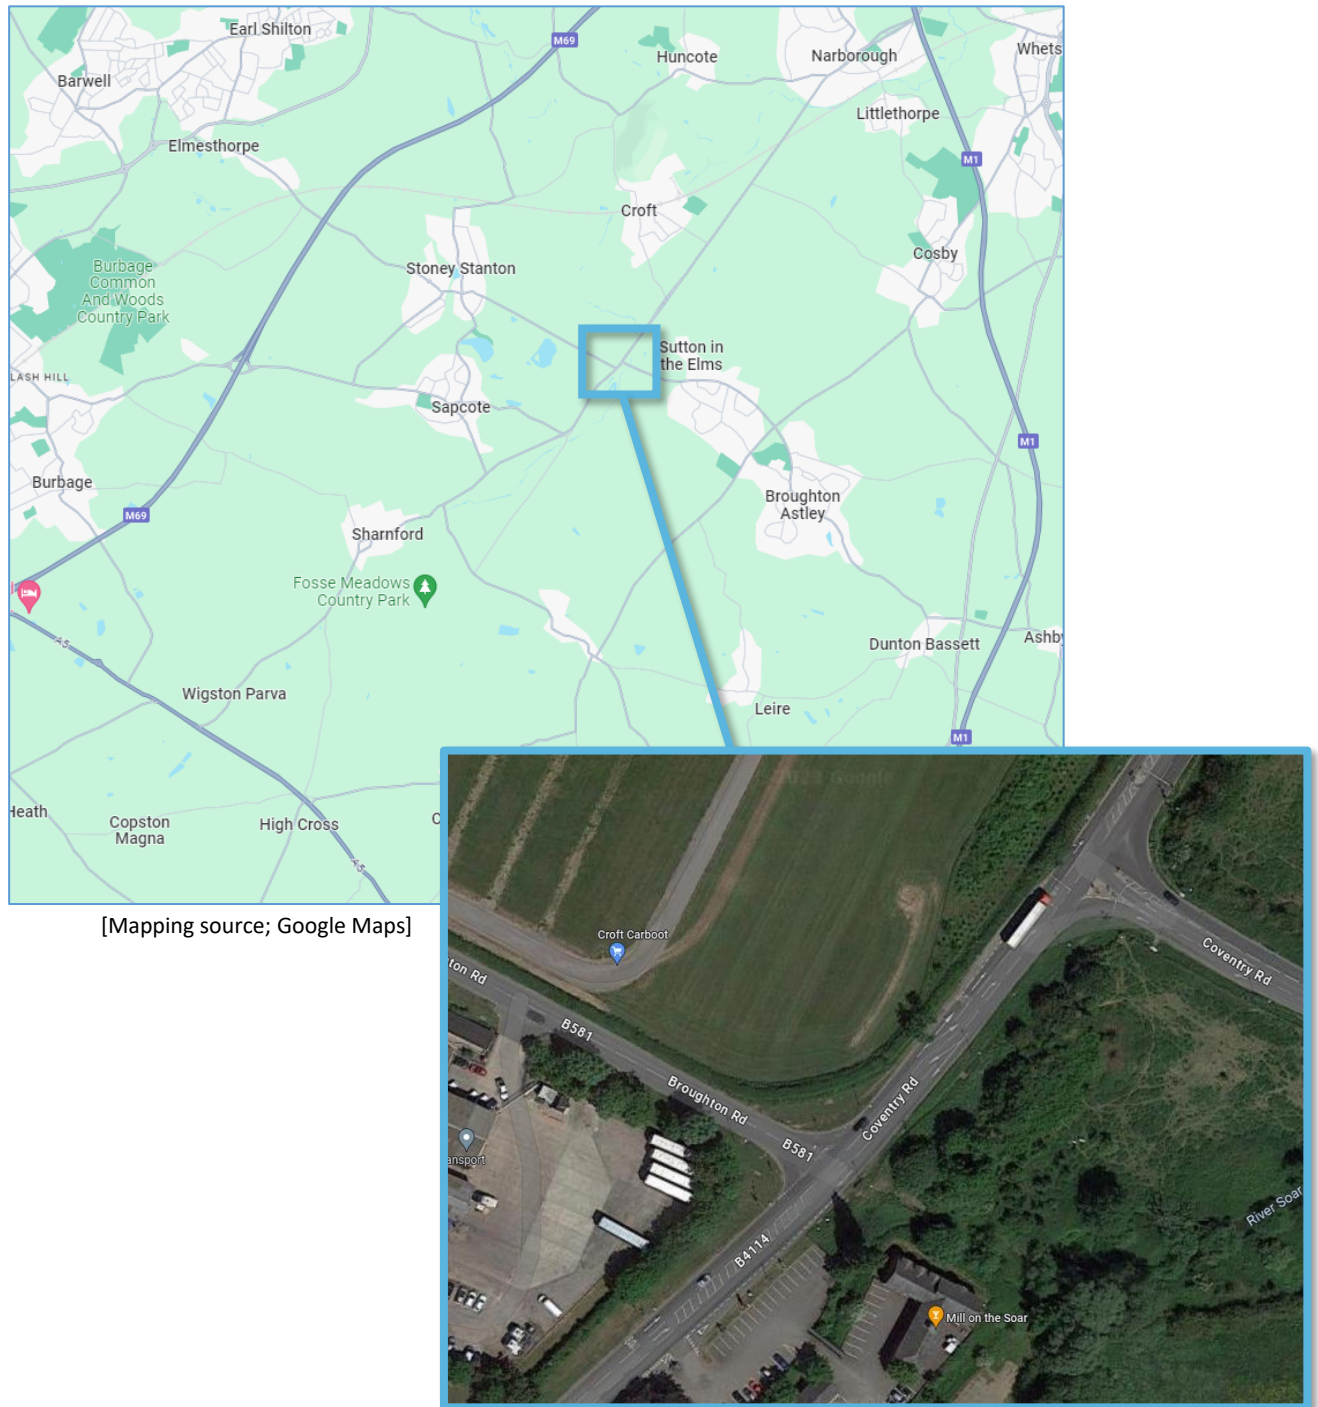 Earl Shilton
M69
Huncote
Narborough
Whets
Barwell
Littlethorpe
Elmesthorpe
M1
Croft
Cosby
Burbage
Common
And Woods
Country Park
Stoney Stanton
Sutton in
the Elms
LASH HILL
Sapcote
M1
Burbage
Broughton
Astley
M69
Sharnford
Fosse Meadows
Country Park
A5
Dunton Bassett
Ashby
Wigston Parva
Leire
M1
Heath
Copston
Magna
High Cross
C
A5
2023 Google
[Mapping source; Google Maps]
Croft Carboot
ton Rd
Coventry Rd
B581
Broughton Rd
Coventry Rd
B581
ansport
River Soar
B4114
Mill on the Soar